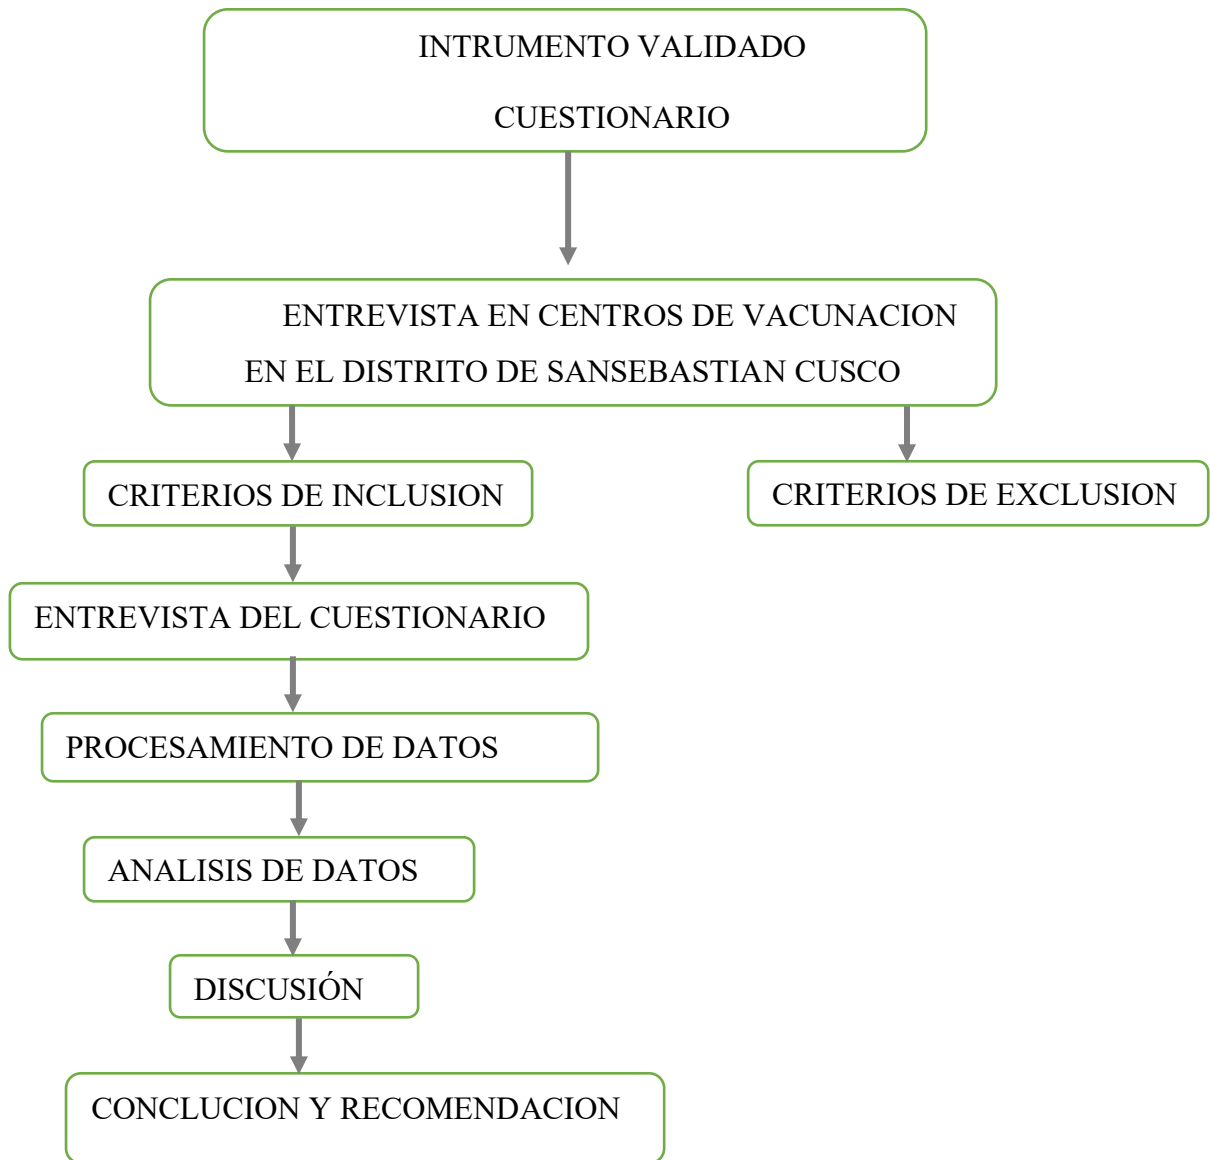 INTRUMENTO VALIDADO
CUESTIONARIO
ENTREVISTA EN CENTROS DE VACUNACION
EN EL DISTRITO DE SANSEBASTIAN CUSCO
CRITERIOS DE INCLUSION
CRITERIOS DE EXCLUSION
ENTREVISTA DEL CUESTIONARIO
PROCESAMIENTO DE DATOS
ANALISIS DE DATOS
DISCUSIÓN
CONCLUCION Y RECOMENDACION